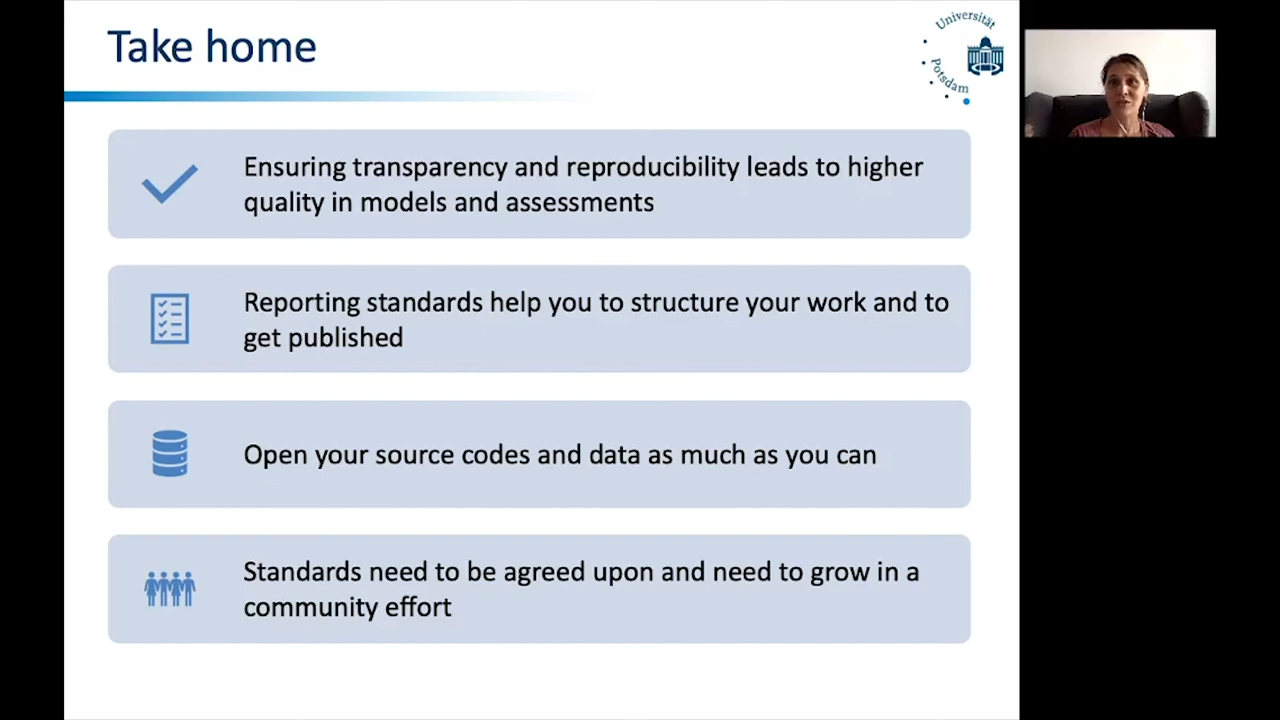 Take home
Universität
Potsdam
Ensuring transparency and reproducibility leads to higher
quality in models and assessments
Reporting standards help you to structure your work and to
get published
Open your source codes and data as much as you can
Standards need to be agreed upon and need to grow in a
community effort